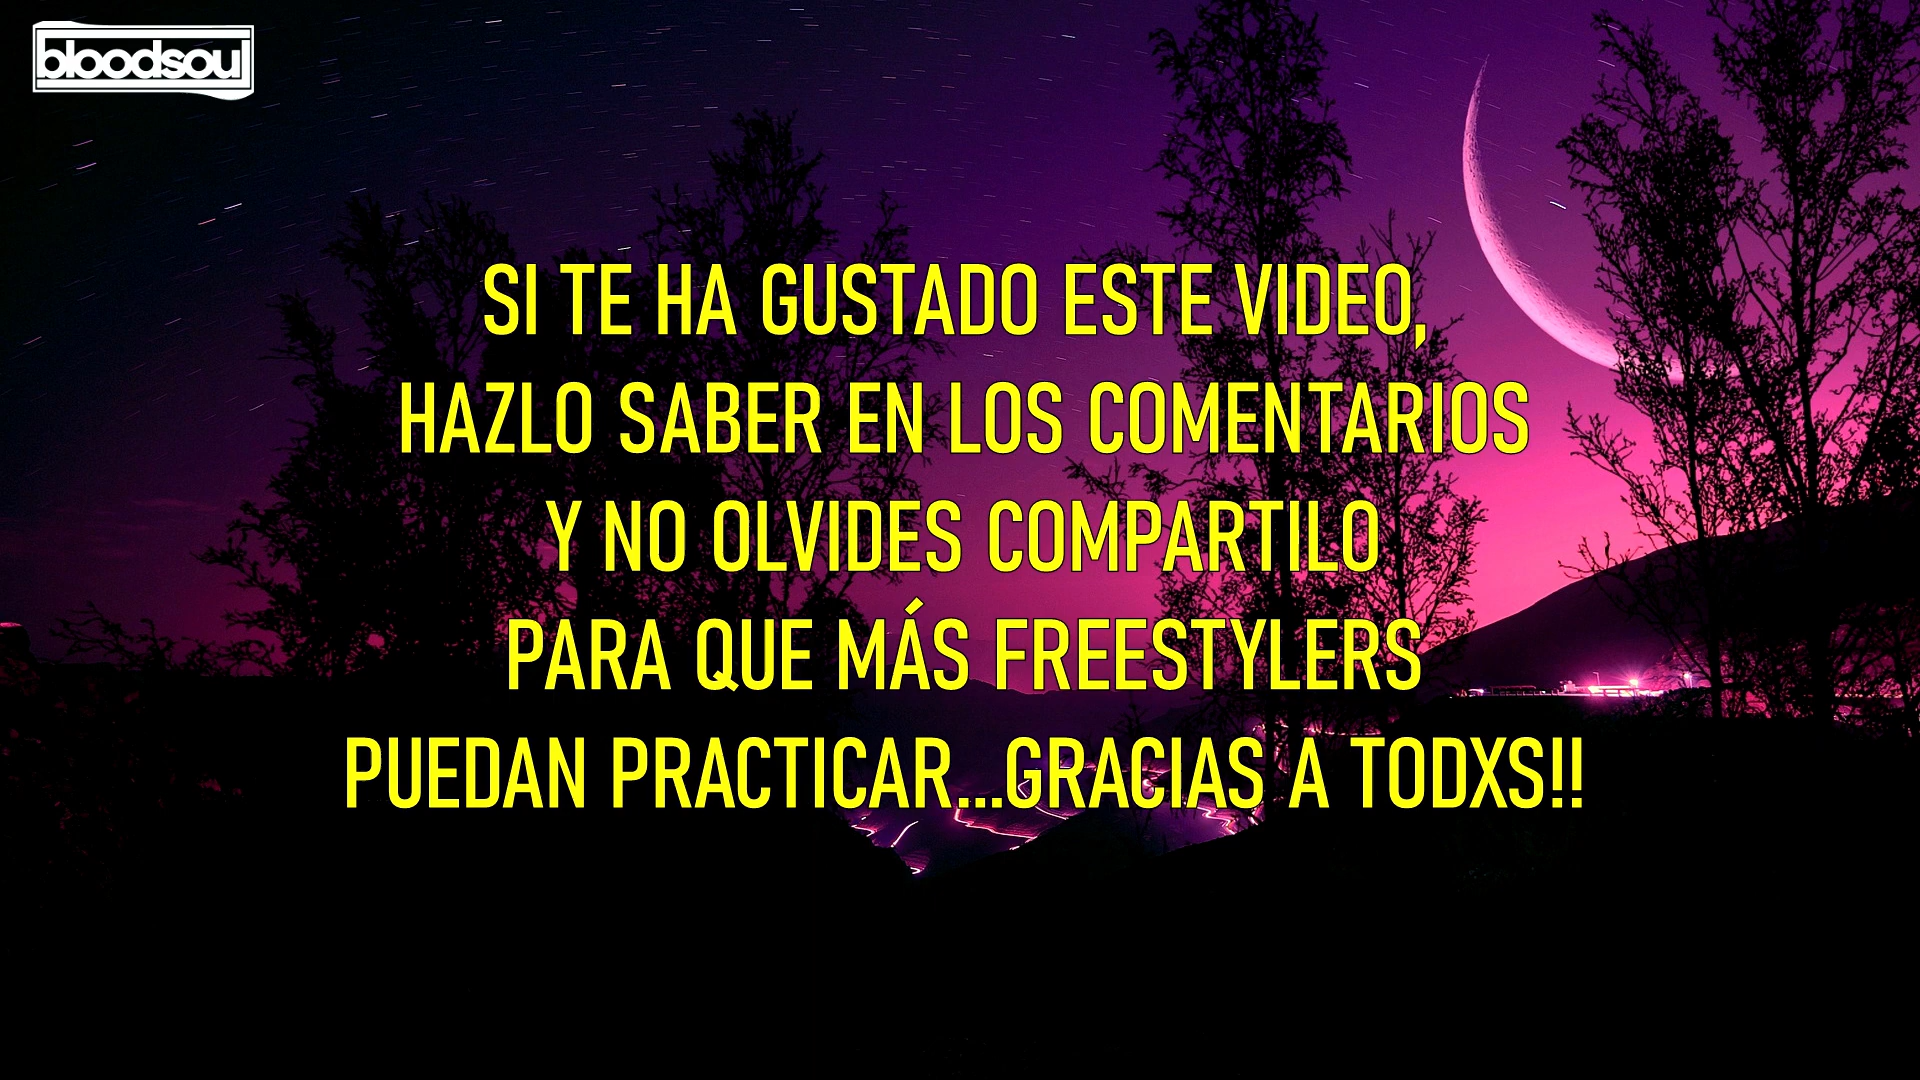 bloodsoul
SI TE HA GUSTADO ESTE VIDEO,
HAZLO SABER EN LOS COMENTARIOS
Y NO OLVIDES COMPARTILO
PARA QUE MÁS FREESTYLERS
PUEDAN PRACTICAR...GRACIAS A TODXS!!